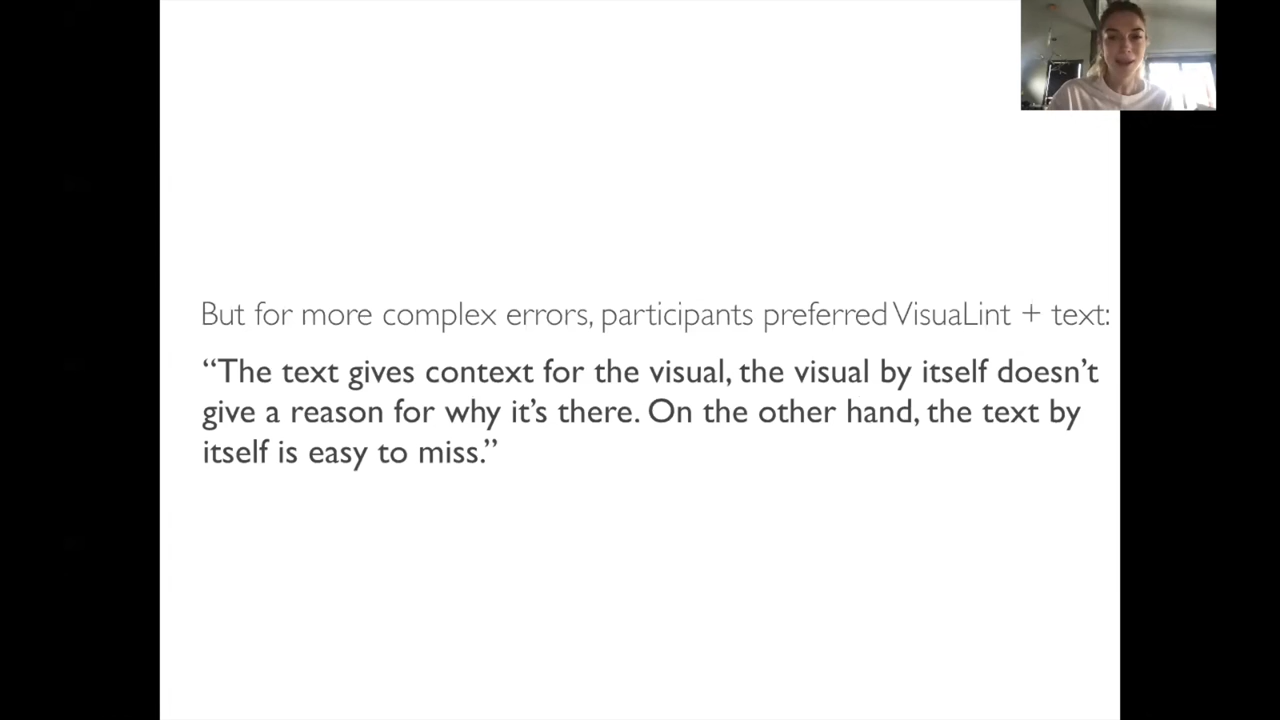 But for more complex errors, participants preferred VisuaLint + text:
“The text gives context for the visual, the visual by itself doesn’t
give a reason for why it’s there. On the other hand, the text by
itself is easy to miss.”